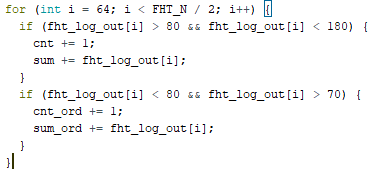 for (int i = 64; i < FHT_N / 2; i++) {
if (fht_log_out[i] > 80 && fht_log_out[i] < 180) {
cnt += 1;
sum += fht_log_out[i];
}
if (fht_log_out[i] < 80 && fht_log_out[i] > 70) {
cnt_ord += 1;
sum_ord += fht_log_out[i];
}
}